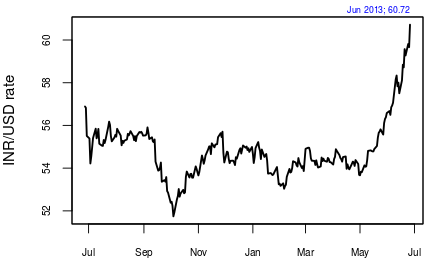 Jun 2013; 60.72
INR/USD rate
60
58
56
54
52
Jul
Sep
Nov
Jan
Mar
May
Jul